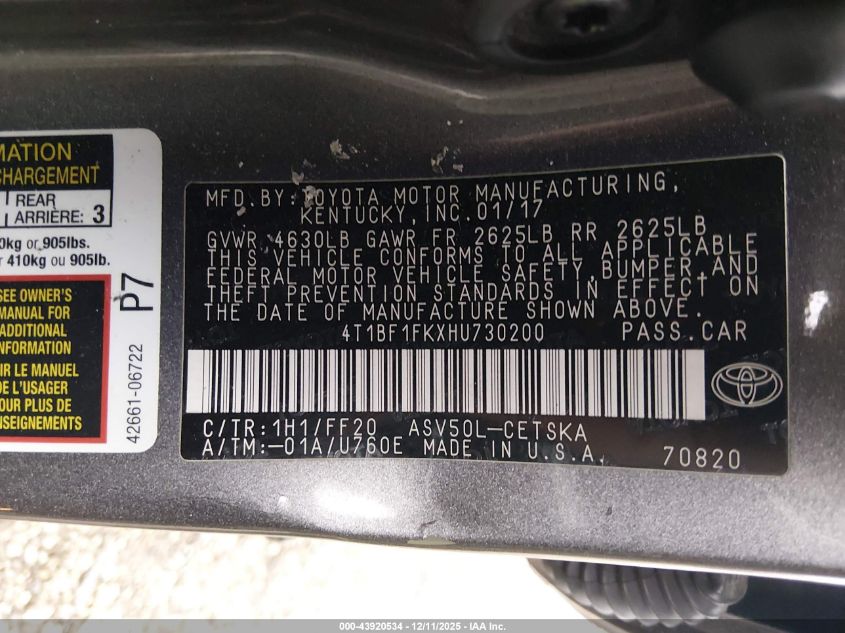 MATION
CHARGEMENT
REAR
ARRIÈRE: 3
0kg or 905lbs.
r 410kg ou 905lb.
SEE OWNER'S
MANUAL FOR
ADDITIONAL
INFORMATION
IR LE MANUEL
DE L'USAGER
POUR PLUS DE
NSEIGNEMENTS
P7
42661-06722
MFD. BY: TOYOTA MOTOR MANUFACTURING,
KENTUCKY, INC. 01/17
GVWR 4630LB GAWR FR 2625LB RR 2625LB
THIS VEHICLE CONFORMS TO ALL APPLICABLE
FEDERAL MOTOR VEHICLE SAFETY, BUMPER, AND
THEFT PREVENTION STANDARDS IN EFFECT ON
THE DATE OF MANUFACTURE SHOWN ABOVE.
4T1BF1FKXHU730200 PASS. CAR
C/TR: 1H1/FF20 ASV50L-CETSKA
A/TM: -01A/U760E MADE IN U.S.A. 70820
000-43920534 - 12/11/2025 - IAA Inc.